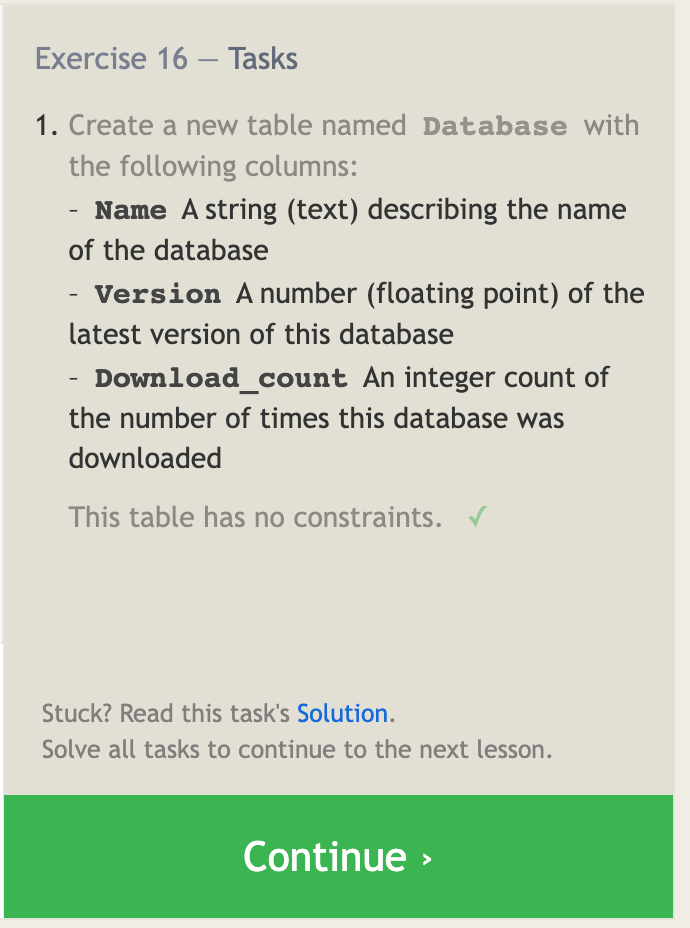 Exercise 16 — Tasks
1. Create a new table named Database with
the following columns:
– Name A string (text) describing the name
of the database
– Version A number (floating point) of the
latest version of this database
– Download_count An integer count of
the number of times this database was
downloaded
This table has no constraints. ✓
Stuck? Read this task's Solution.
Solve all tasks to continue to the next lesson.
Continue ›